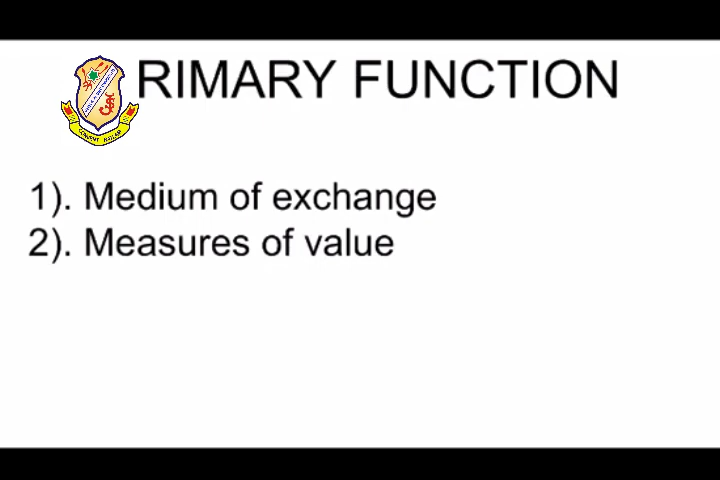 RIMARY FUNCTION
1). Medium of exchange
2). Measures of value